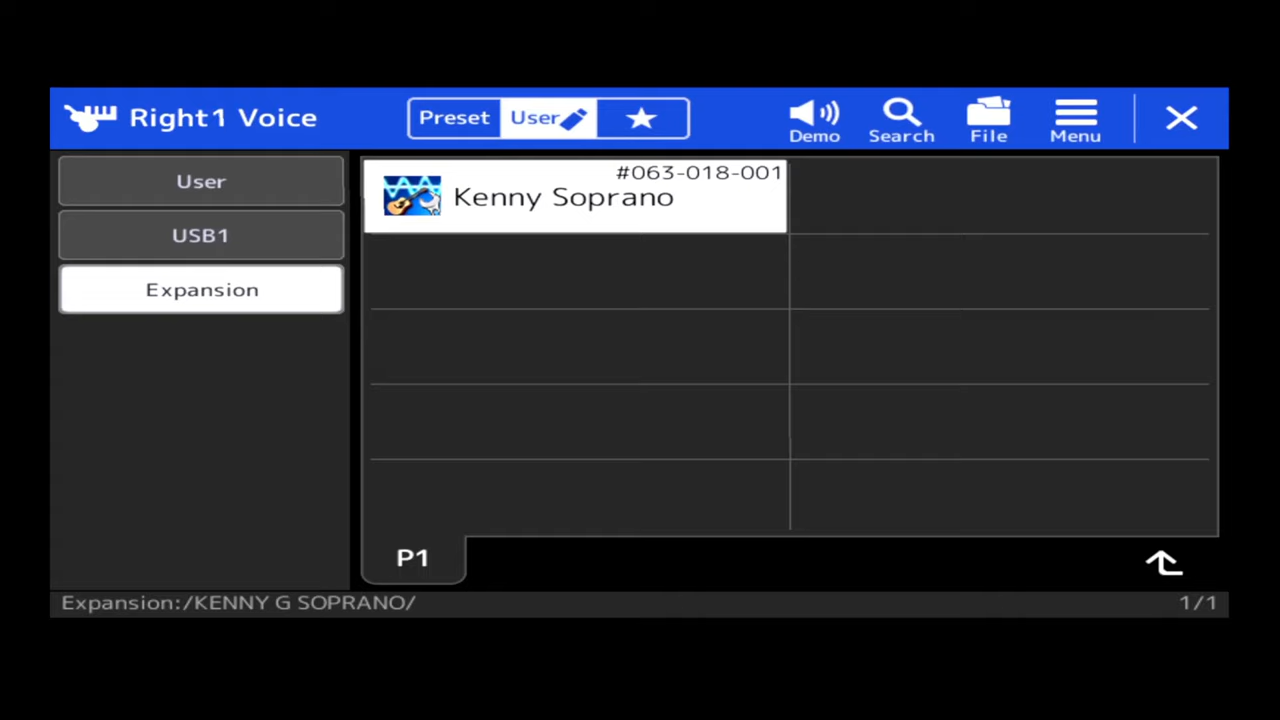 Right1 Voice
Preset
User
Demo
Search
File
Menu
User
USB1
Expansion
#063-018-001
Kenny Soprano
P1
Expansion:/KENNY G SOPRANO/
1/1